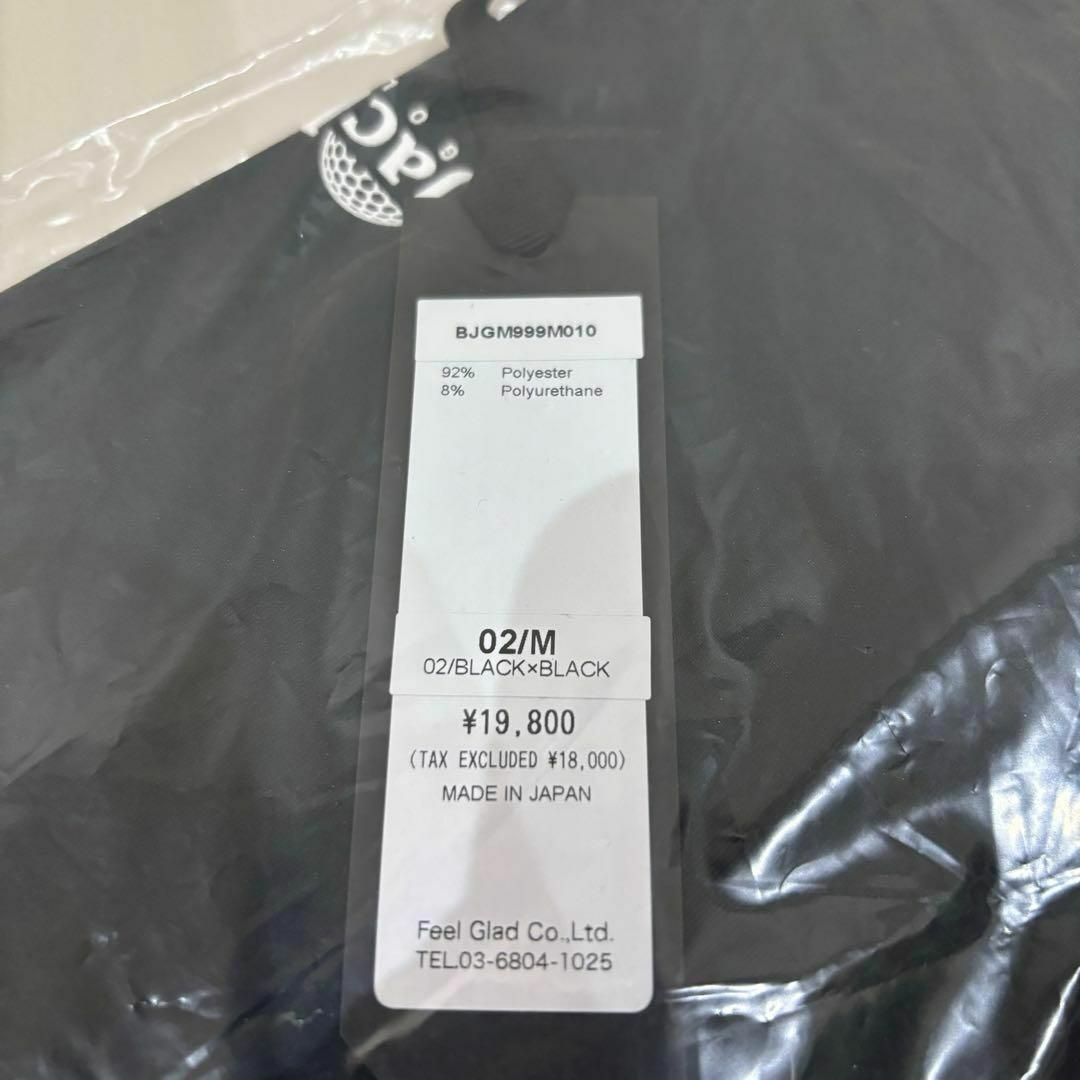 BJGM999M010
92% Polyester
8% Polyurethane
02/M
02/BLACK×BLACK
¥19,800
(TAX EXCLUDED ¥18,000)
MADE IN JAPAN
Feel Glad Co.,Ltd.
TEL.03-6804-1025